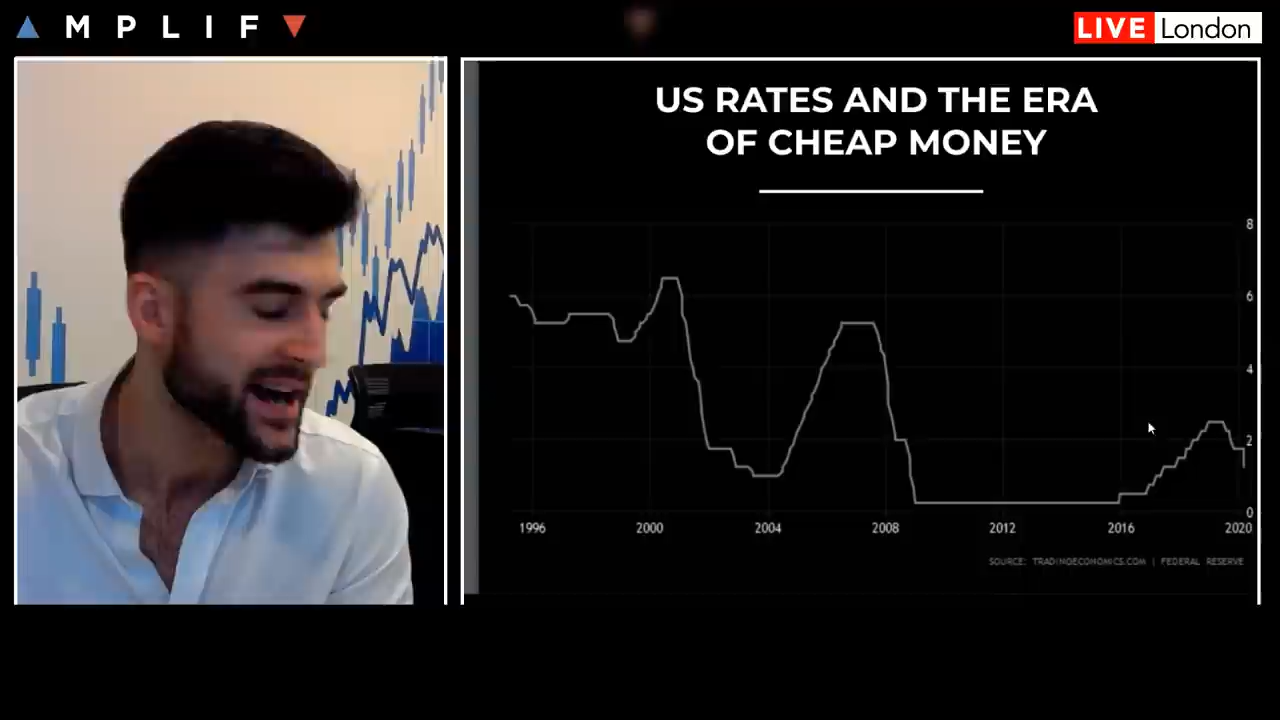 ▲ M P L I F ▼
LIVE London
US RATES AND THE ERA
OF CHEAP MONEY
8
6
4
2
0
1996 2000 2004 2008 2012 2016 2020
SOURCE: TRADINGECONOMICS.COM | FEDERAL RESERVE